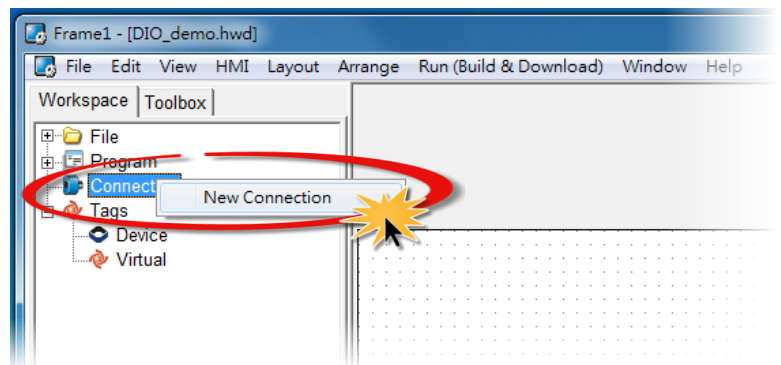 Frame1 - [DIO_demo.hwd]
File Edit View HMI Layout Arrange Run (Build & Download) Window Help
Workspace Toolbox
File
Program
Connect
New Connection
Tags
Device
Virtual